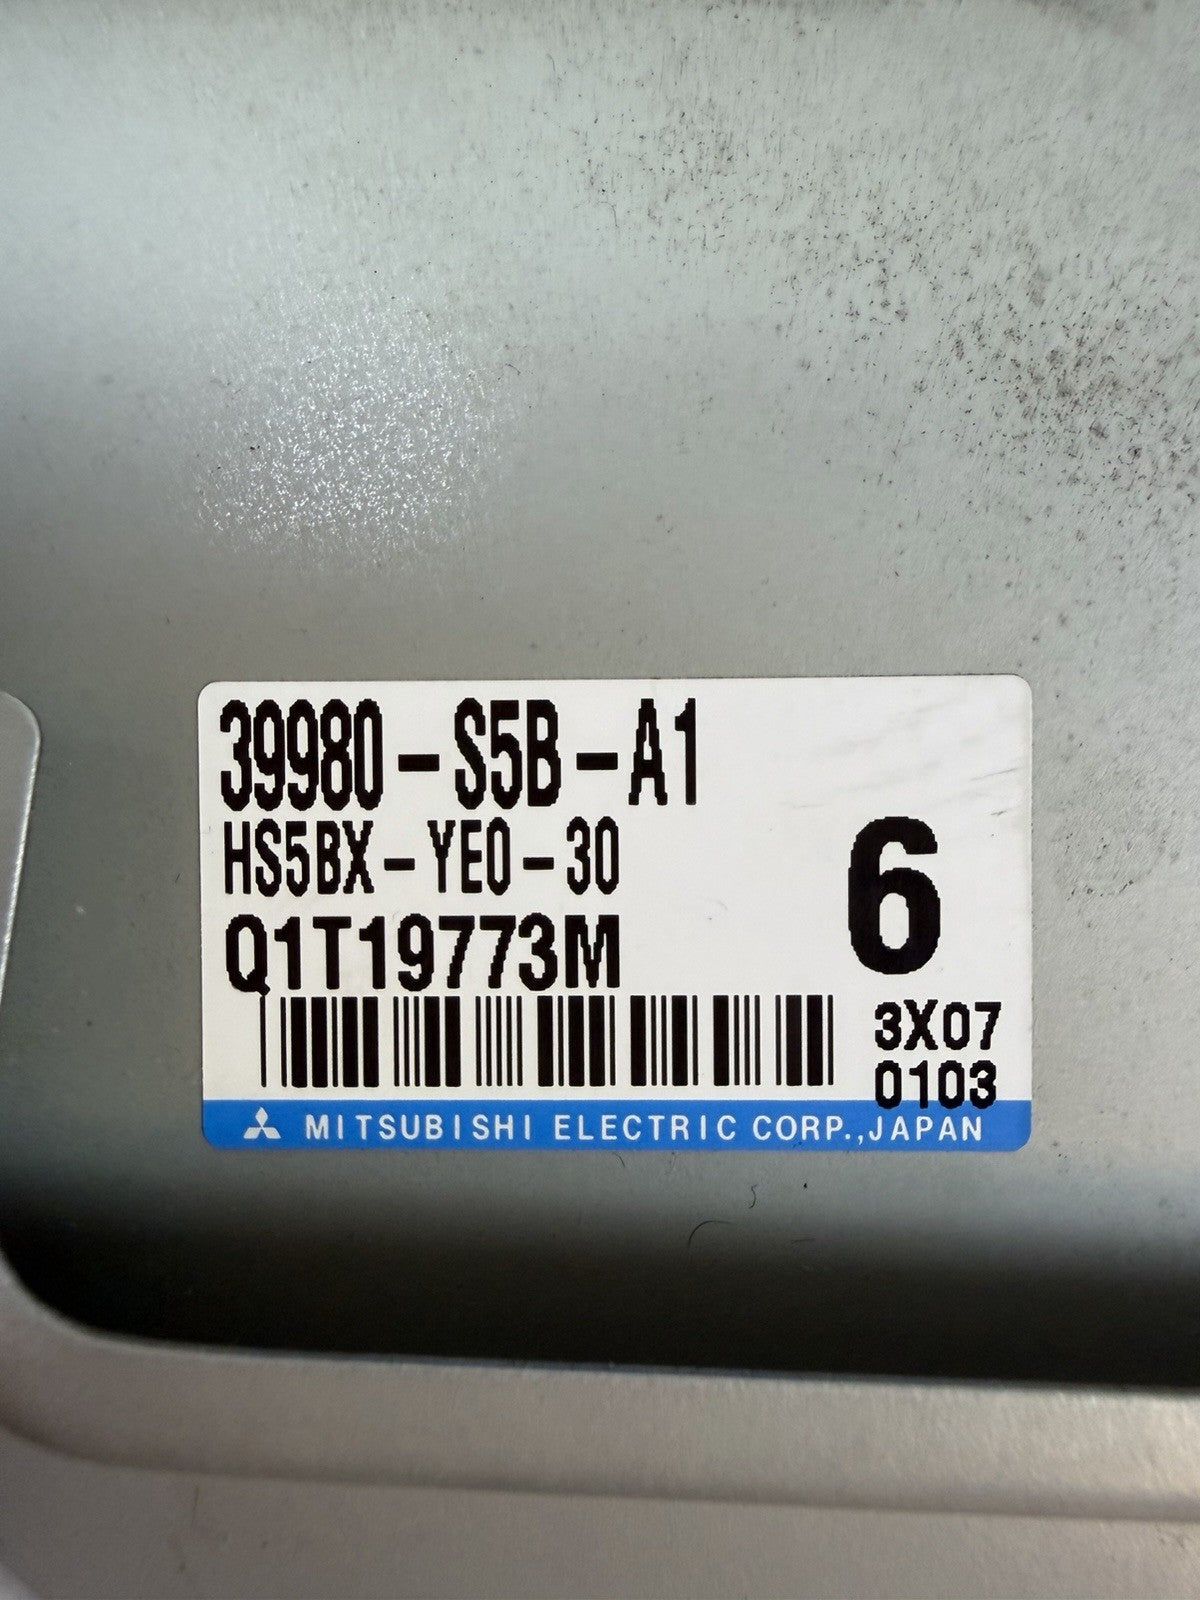 39980-S5B-A1
HS5BX-YE0-30
6
Q1T19773M
3X07
0103
MITSUBISHI ELECTRIC CORP.,JAPAN